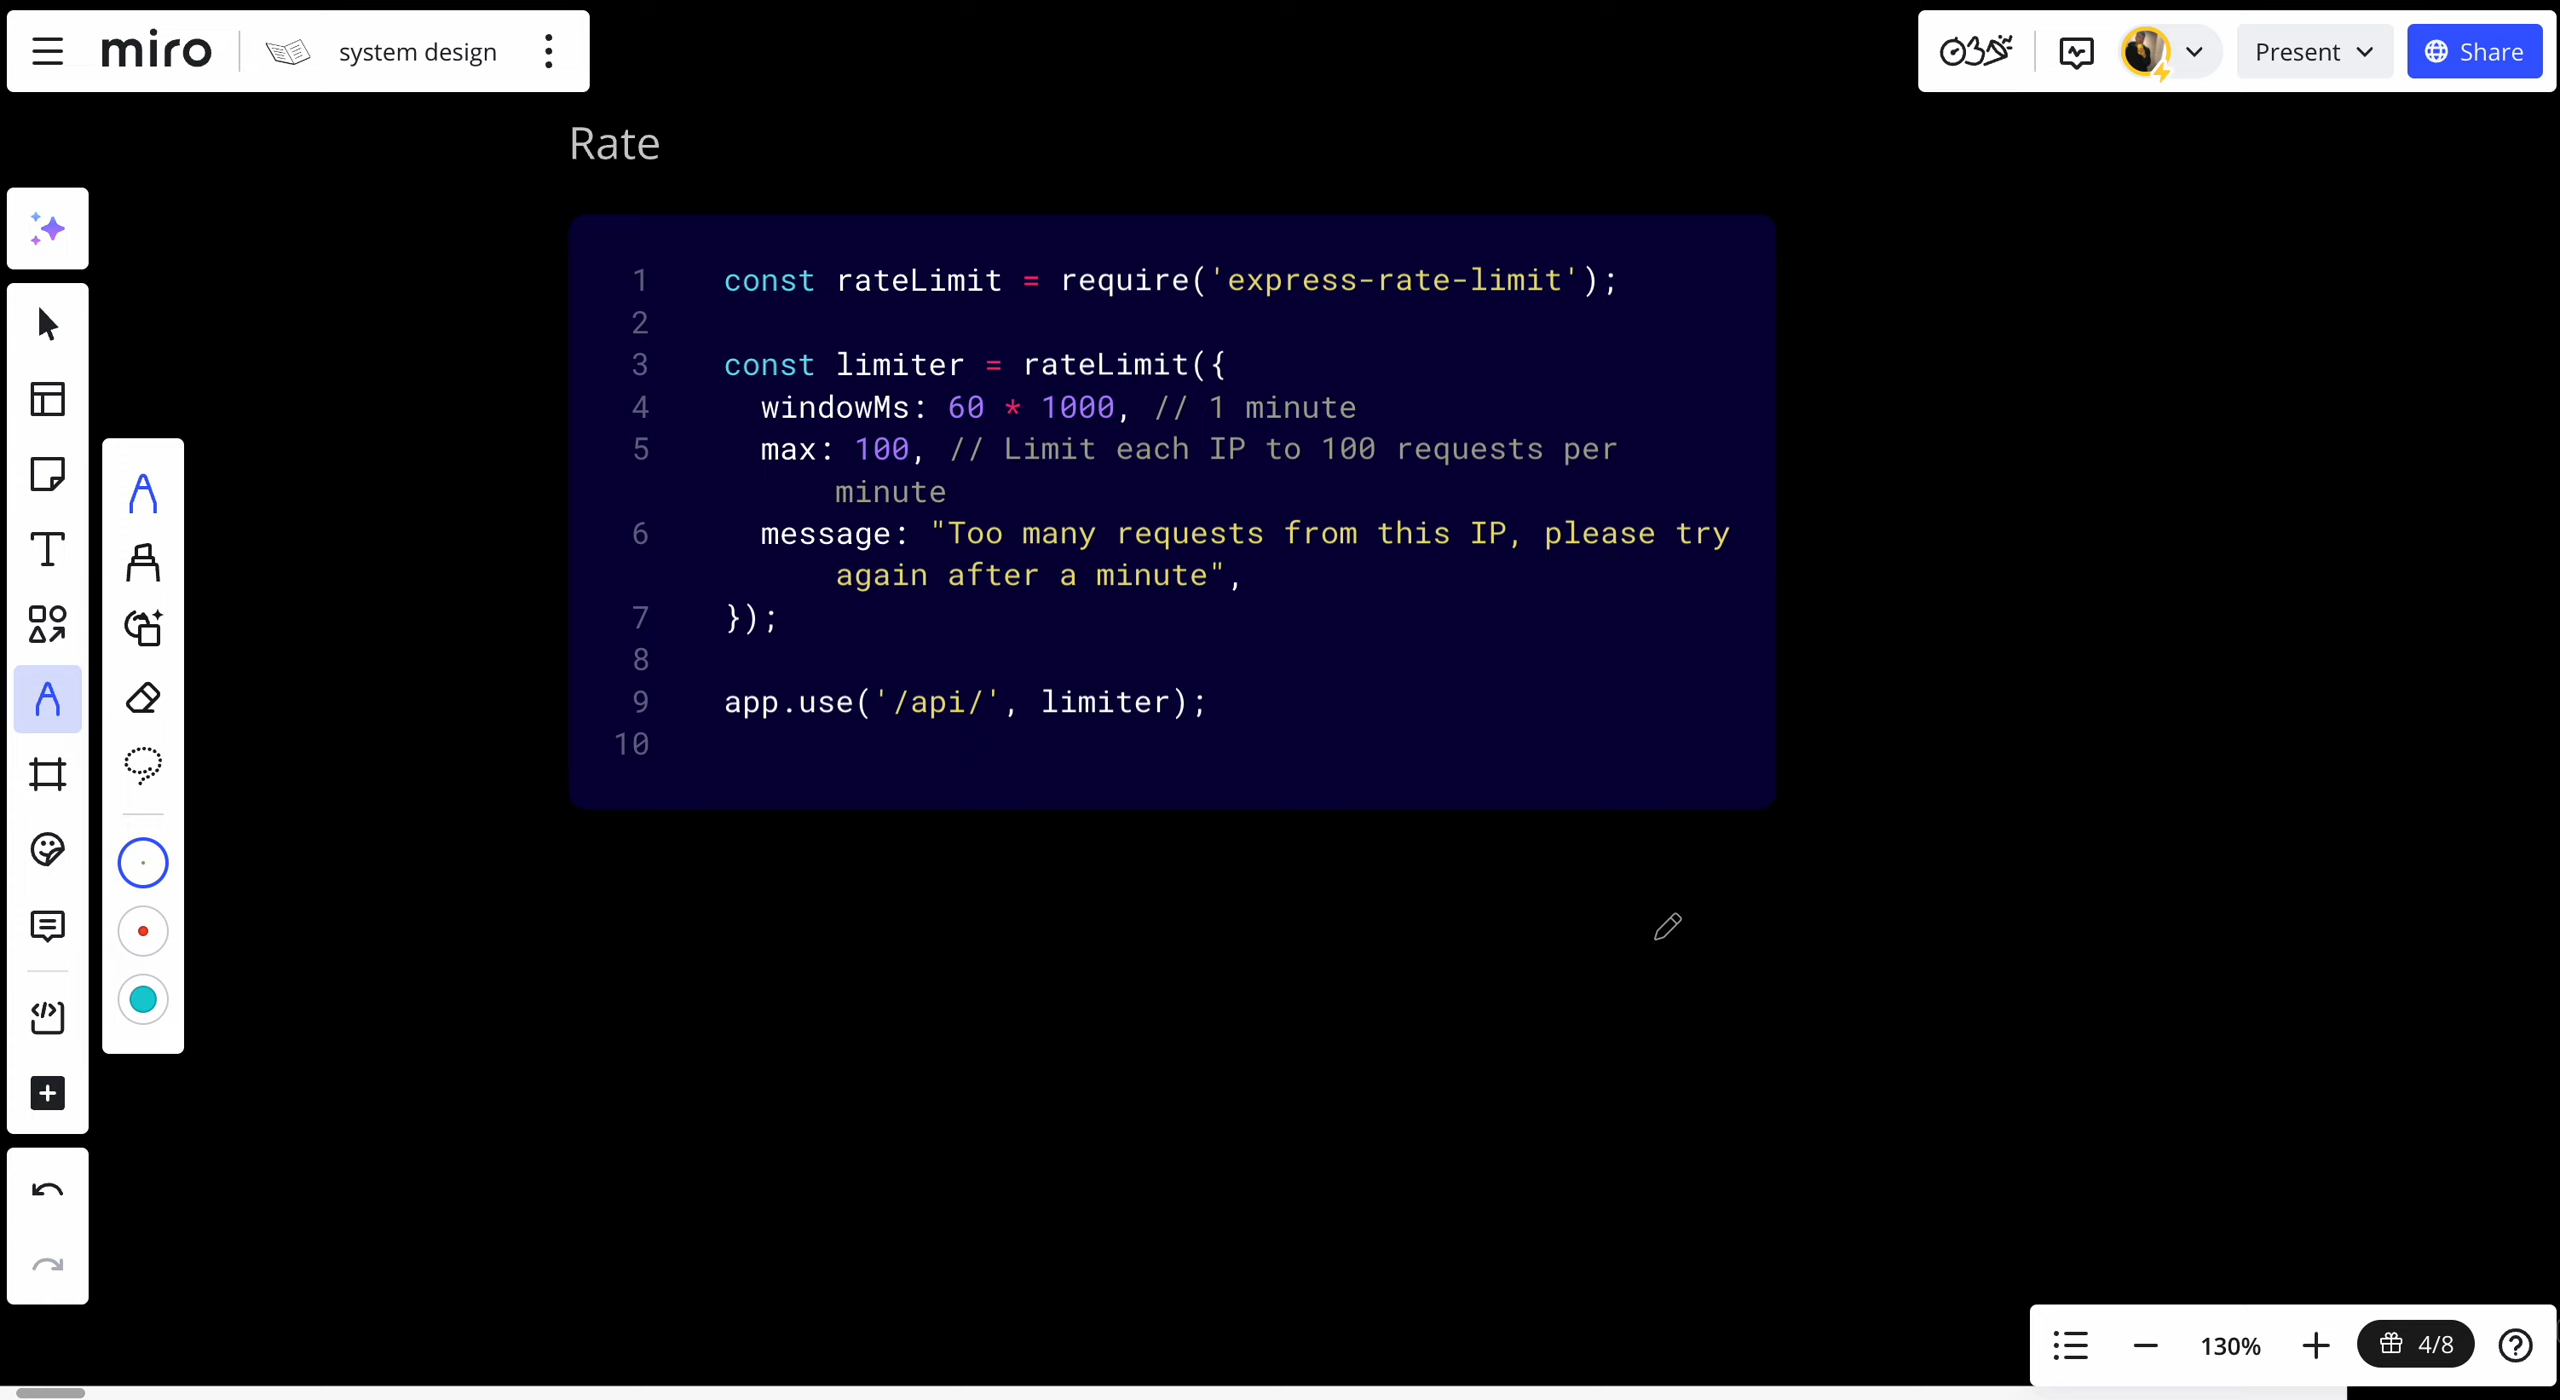 miro
system design
Present
Share
Rate
1 const rateLimit = require('express-rate-limit');
2
3 const limiter = rateLimit({
4 windowMs: 60 * 1000, // 1 minute
5 max: 100, // Limit each IP to 100 requests per
minute
6 message: "Too many requests from this IP, please try
again after a minute",
7 });
8
9 app.use('/api/', limiter);
10
130%
4/8